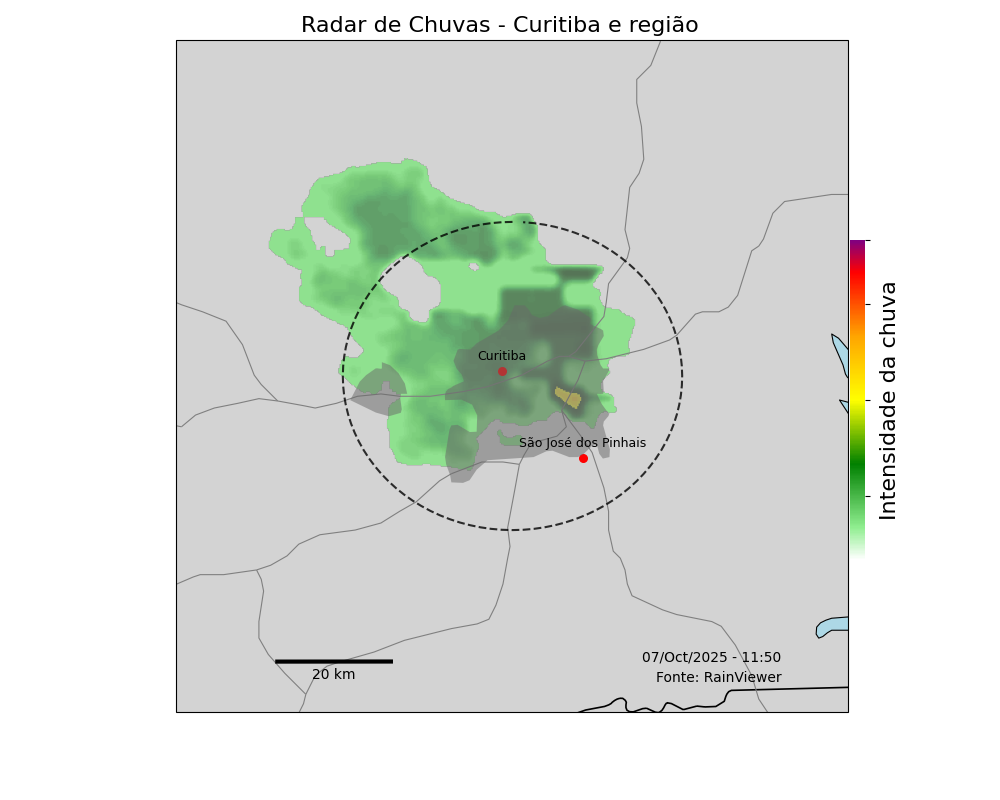 Radar de Chuvas - Curitiba e região
Curitiba
São José dos Pinhais
Intensidade da chuva
07/Oct/2025 - 11:50
Fonte: RainViewer
20 km